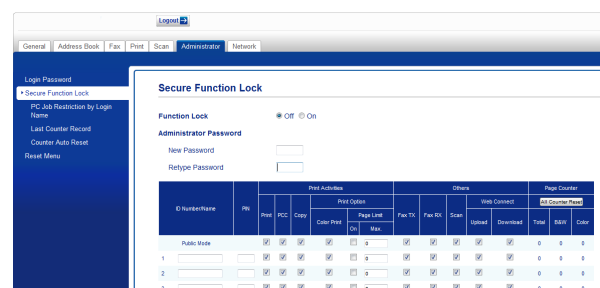 Logout
General Address Book Fax Print Scan Administrator Network
Login Password
Secure Function Lock
PC Job Restriction by Login
Name
Last Counter Record
Counter Auto Reset
Reset Menu
Secure Function Lock
Function Lock Off On
Administrator Password
New Password
Retype Password
Print Activities Others Page Counter
Print Option Web Connect All Counter Reset
ID Number/Name PIN Print PCC Copy Color Print Page Limit Fax TX Fax RX Scan Upload Download Total B&W Color
On Max.
Public Mode 0 0 0 0
1 0 0 0 0
2 0 0 0 0